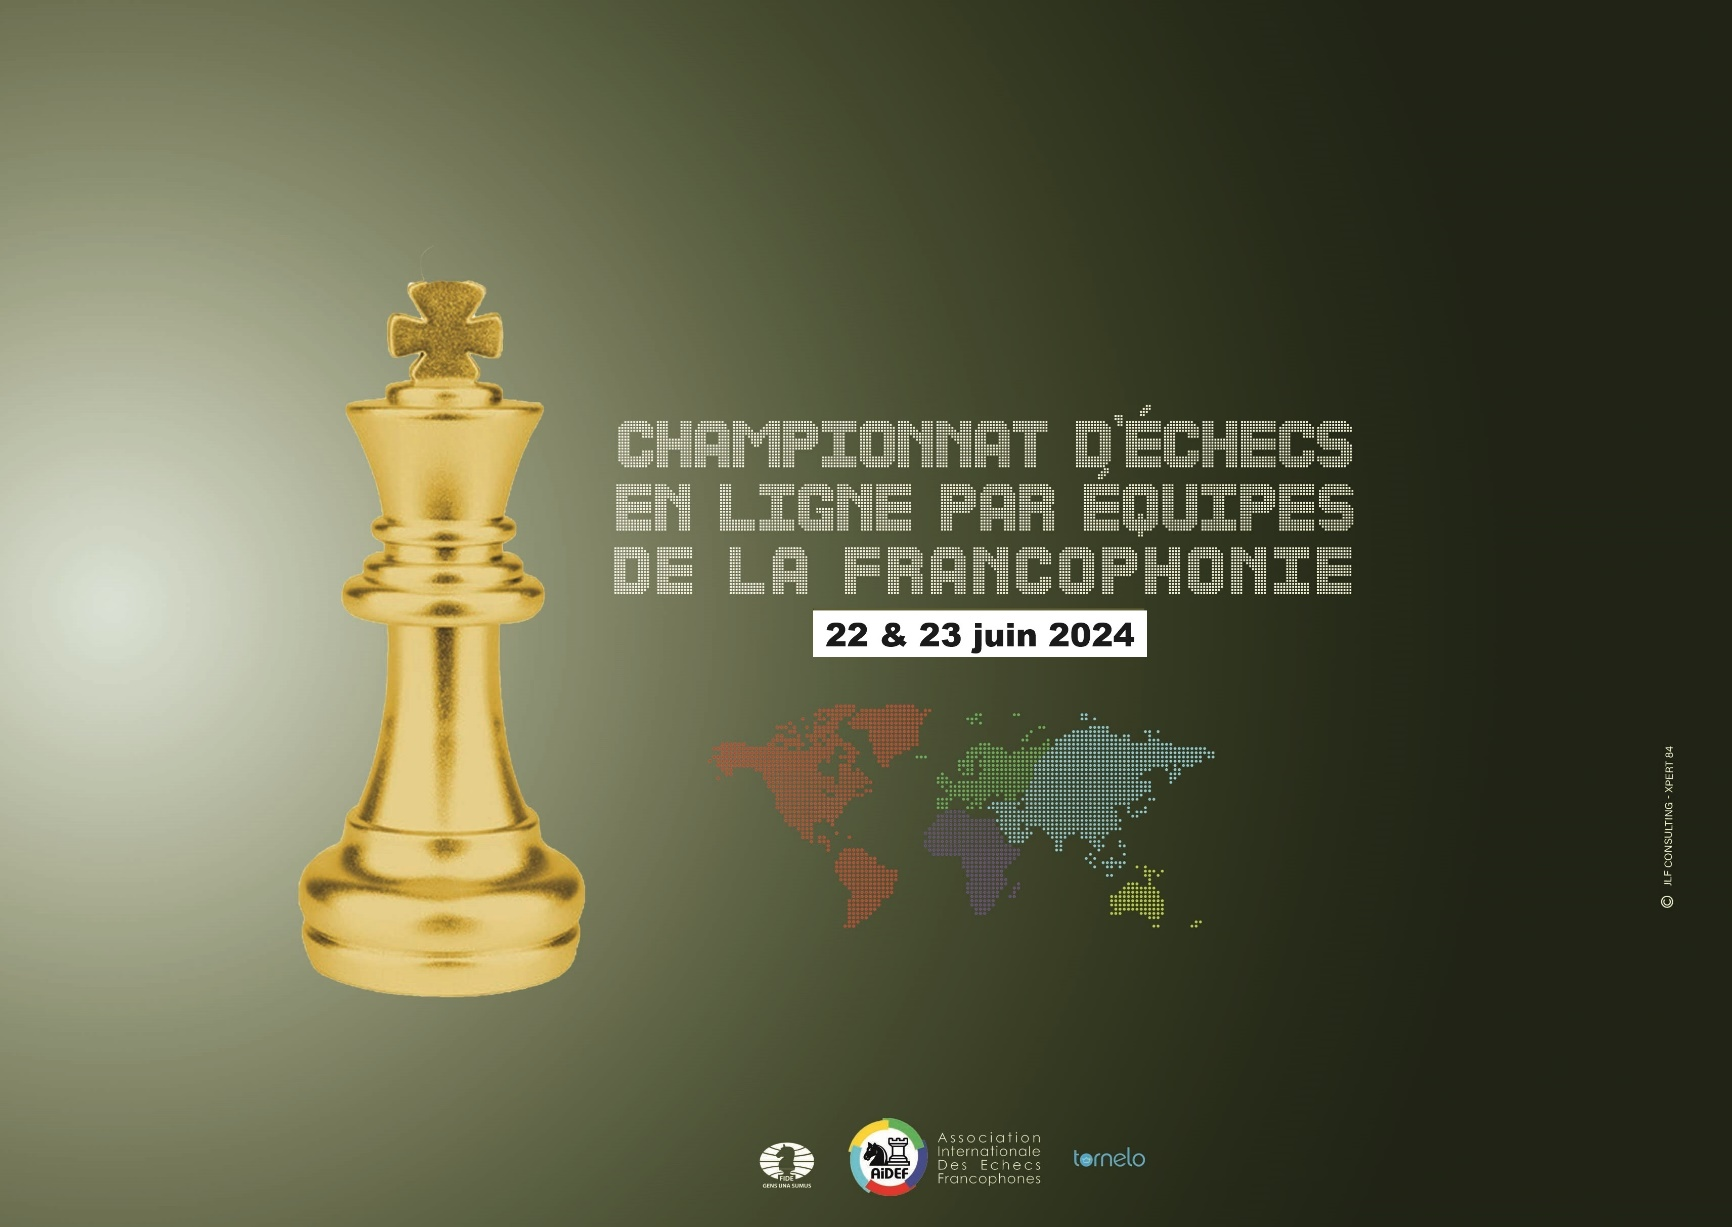 CHAMPIONNAT D'ÉCHECS
EN LIGNE PAR ÉQUIPES
DE LA FRANCOPHONIE
22 & 23 juin 2024
© JLF CONSULTING - XPERT 84
FIDE
GENS UNA SUMUS
AIDEF
Association
Internationale
Des Echecs
Francophones
tornelo